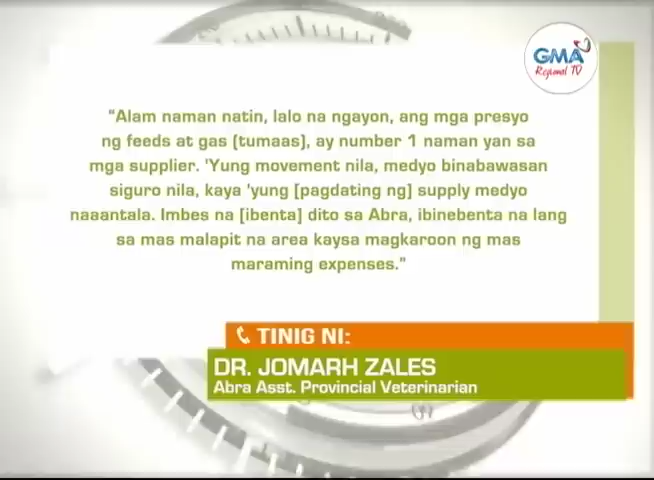 GMA
Regional TV
"Alam naman natin, lalo na ngayon, ang mga presyo
ng feeds at gas [tumaas], ay number 1 naman yan sa
mga supplier. 'Yung movement nila, medyo binabawasan
siguro nila, kaya 'yung [pagdating ng] supply medyo
naaantala. Imbes na [ibenta] dito sa Abra, ibinebenta na lang
sa mas malapit na area kaysa magkaroon ng mas
maraming expenses."
TINIG NI:
DR. JOMARH ZALES
Abra Asst. Provincial Veterinarian